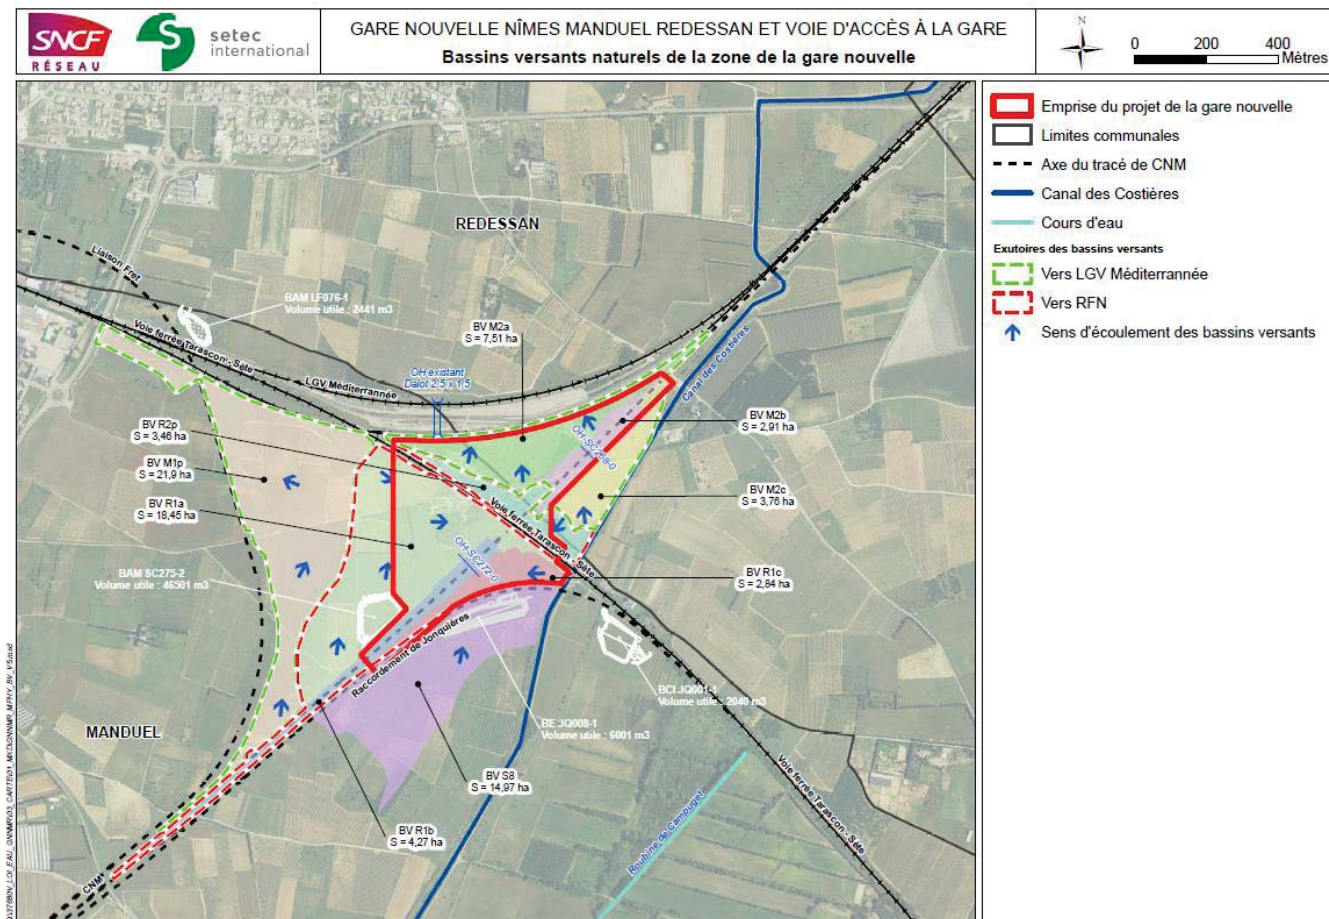 SNCF
RÉSEAU
setec
international
GARE NOUVELLE NÎMES MANDUEL REDESSAN ET VOIE D'ACCÈS À LA GARE
Bassins versants naturels de la zone de la gare nouvelle
N
0 200 400
Mètres
Emprise du projet de la gare nouvelle
Limites communales
Axe du tracé de CNM
Canal des Costières
Cours d'eau
Exutoires des bassins versants
Vers LGV Méditerrannée
Vers RFN
Sens d'écoulement des bassins versants
REDESSAN
Liaison Fret
BAM LF076-1
Volume utile : 2441 m3
Voie ferrée Tarascon - Sète
LGV Méditerrannée
OH existant
Dalot 2,5 x 1,5
BV M2a
S = 7,51 ha
Canal des Costières
BV M2b
S = 2,91 ha
OH-SC268-0
BV R2p
S = 3,46 ha
BV M1p
S = 21,9 ha
BV R1a
S = 18,45 ha
BV M2c
S = 3,76 ha
Voie ferrée Tarascon - Sète
OH-SC272-0
BV R1c
S = 2,84 ha
BAM SC275-2
Volume utile : 46501 m3
Raccordement de Jonquières
BCI JQ001-1
Volume utile : 2040 m3
BE JQ008-1
Volume utile : 6001 m3
MANDUEL
BV S8
S = 14,97 ha
BV R1b
S = 4,27 ha
Voie ferrée Tarascon - Sète
Roubine de Campuget
CNM